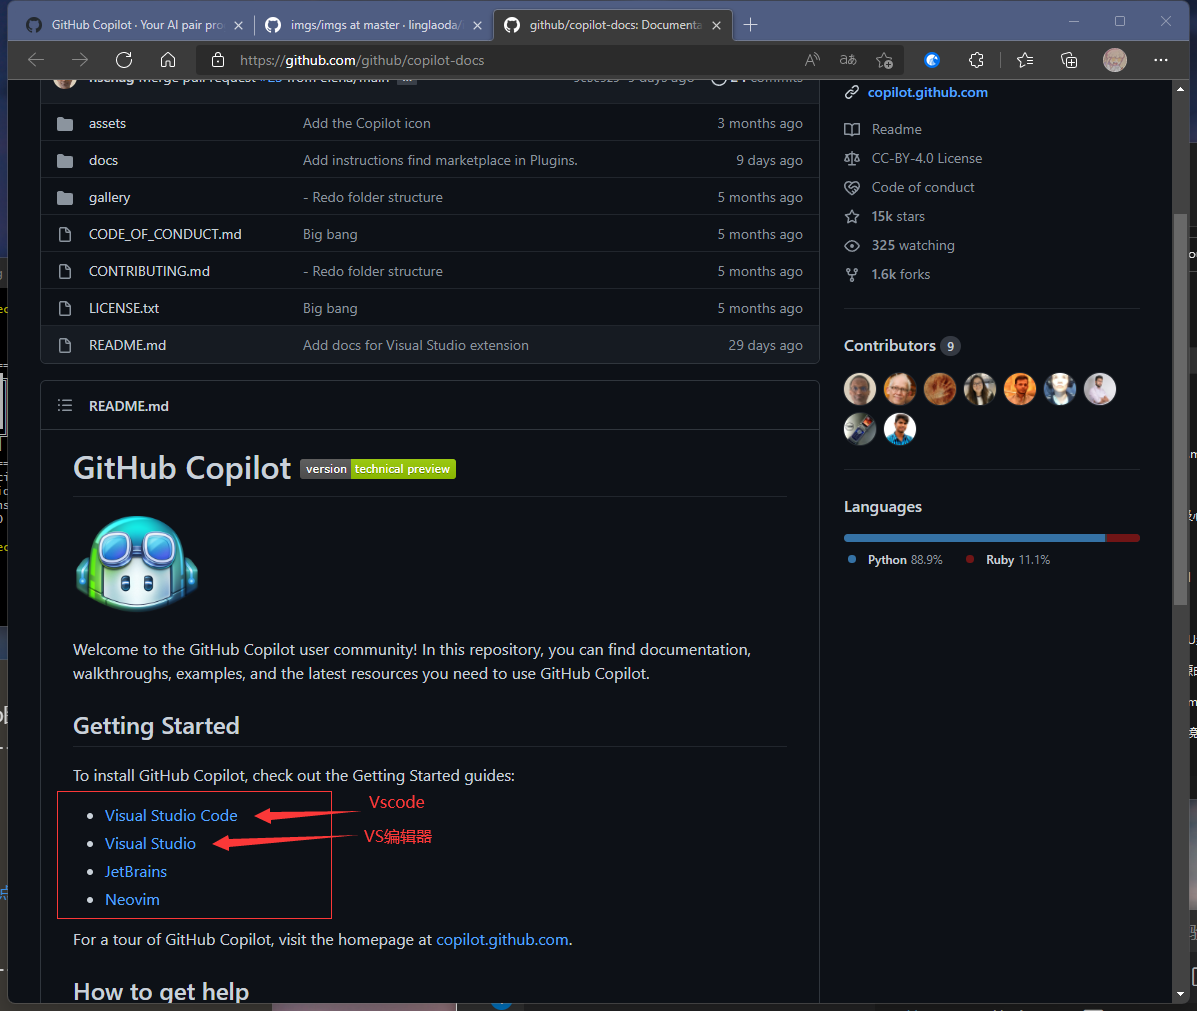 GitHub Copilot · Your AI pair pro
imgs/imgs at master · linglaoda/
github/copilot-docs: Documenta
https://github.com/github/copilot-docs
copilot.github.com
assets Add the Copilot icon 3 months ago
docs Add instructions find marketplace in Plugins. 9 days ago
gallery - Redo folder structure 5 months ago
CODE_OF_CONDUCT.md Big bang 5 months ago
CONTRIBUTING.md - Redo folder structure 5 months ago
LICENSE.txt Big bang 5 months ago
README.md Add docs for Visual Studio extension 29 days ago
Readme
CC-BY-4.0 License
Code of conduct
15k stars
325 watching
1.6k forks
Contributors 9
Languages
Python 88.9% Ruby 11.1%
README.md
GitHub Copilot version technical preview
Welcome to the GitHub Copilot user community! In this repository, you can find documentation,
walkthroughs, examples, and the latest resources you need to use GitHub Copilot.
Getting Started
To install GitHub Copilot, check out the Getting Started guides:
Visual Studio Code Vscode
Visual Studio VS编辑器
JetBrains
Neovim
For a tour of GitHub Copilot, visit the homepage at copilot.github.com.
How to get help